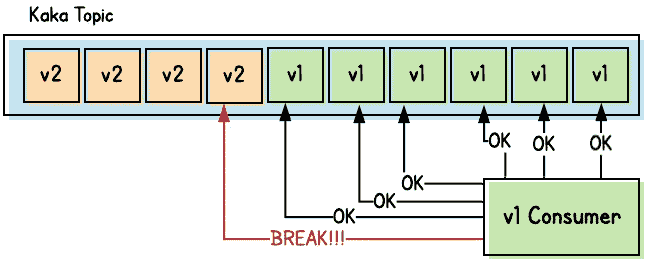 Kaka Topic
v2 v2 v2 v2 v1 v1 v1 v1 v1 v1
OK OK OK
OK
OK
OK v1 Consumer
BREAK!!!